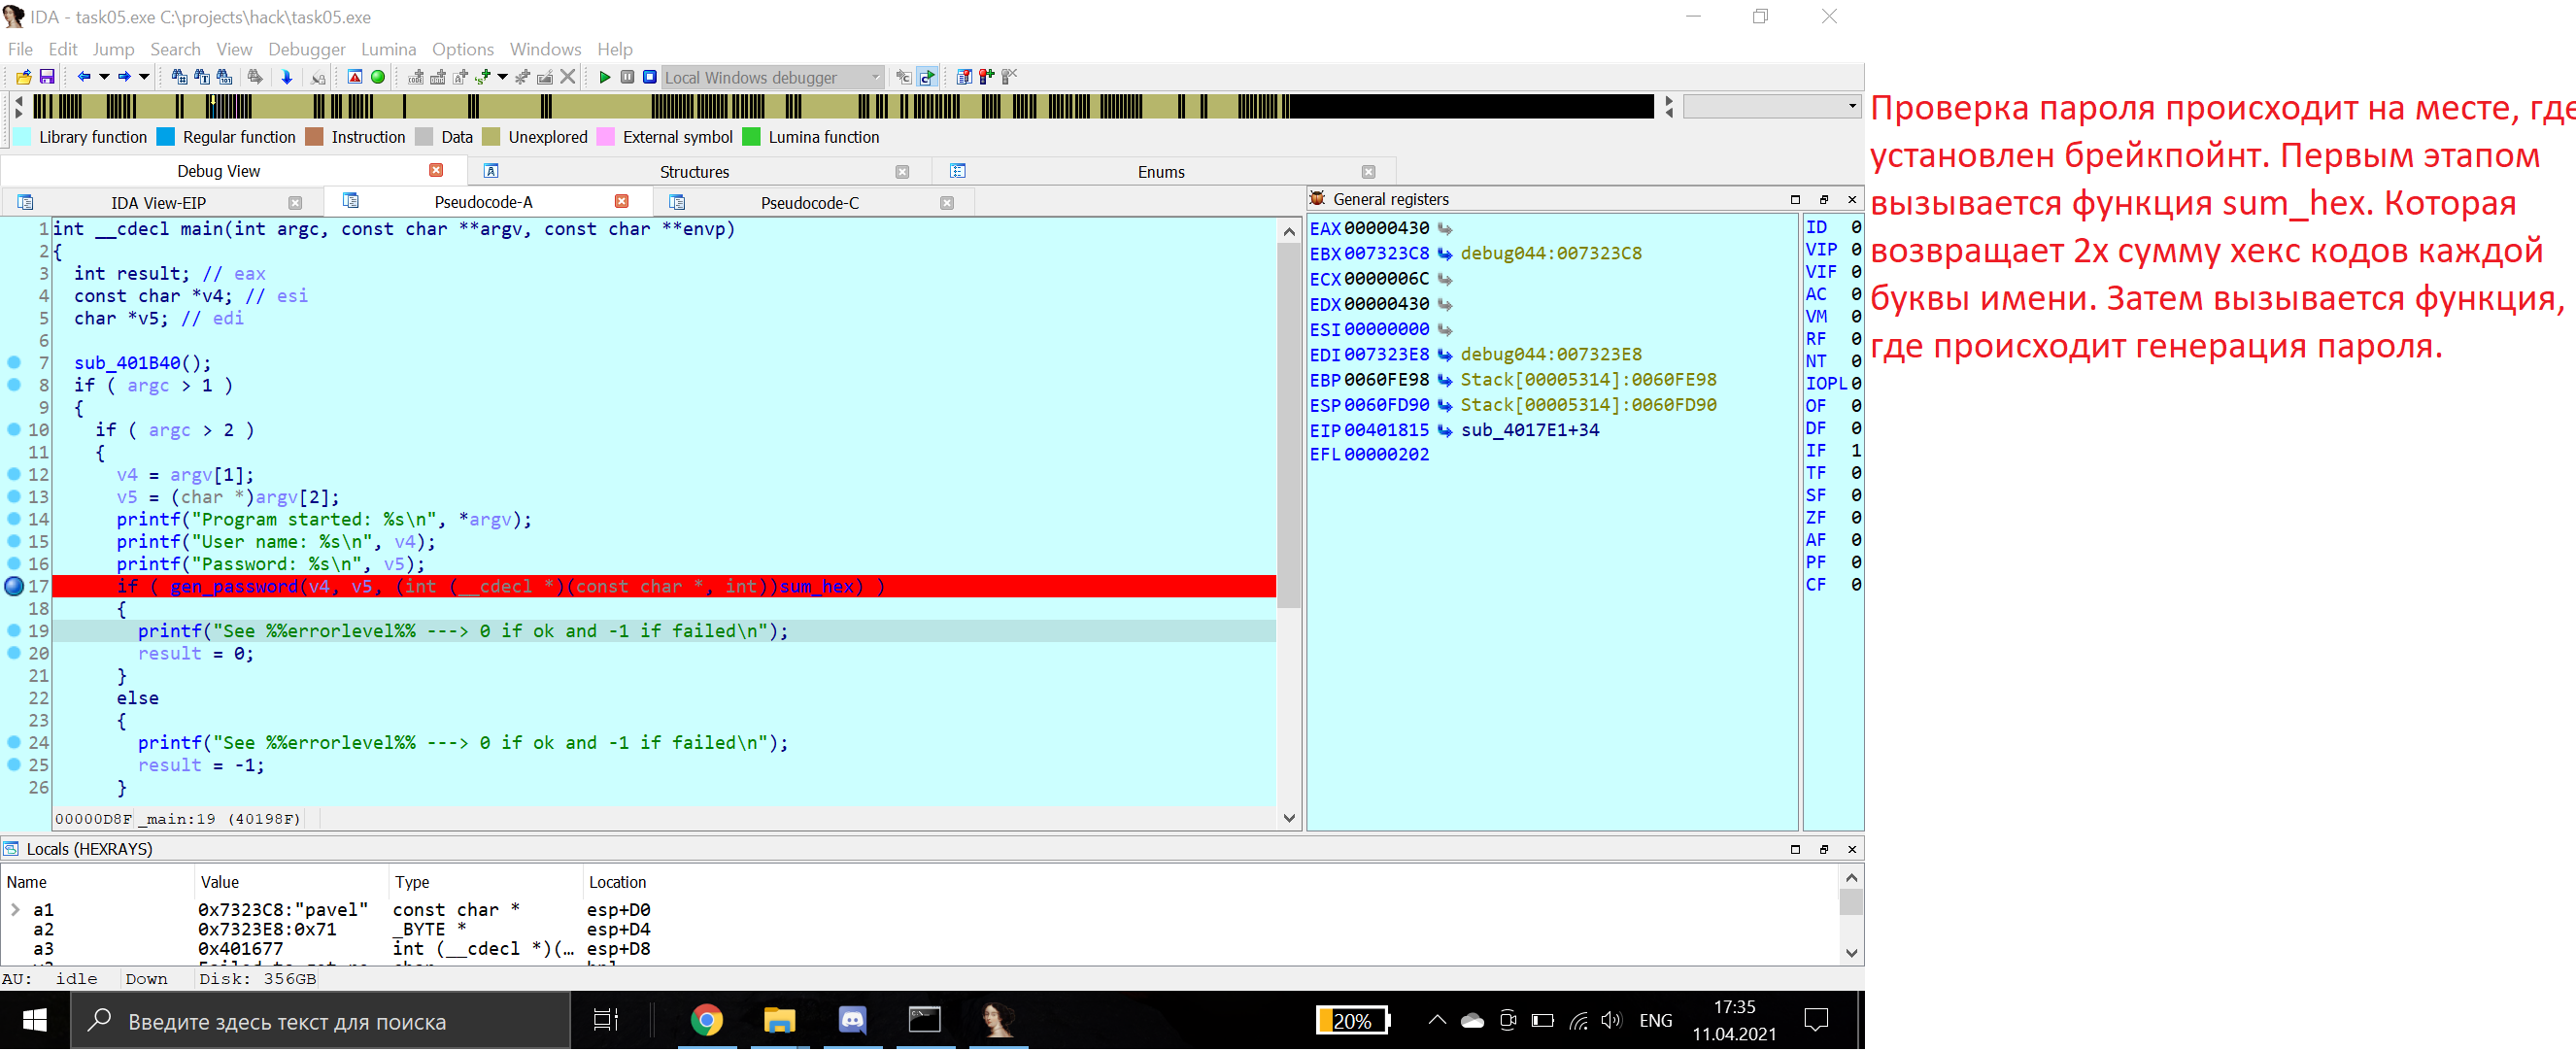 IDA - task05.exe C:\projects\hack\task05.exe
File Edit Jump Search View Debugger Lumina Options Windows Help
Local Windows debugger
Library function Regular function Instruction Data Unexplored External symbol Lumina function
Debug View Structures Enums
IDA View-EIP Pseudocode-A Pseudocode-C
1 int __cdecl main(int argc, const char **argv, const char **envp)
2 {
3 int result; // eax
4 const char *v4; // esi
5 char *v5; // edi
6
7 sub_401B40();
8 if ( argc > 1 )
9 {
10 if ( argc > 2 )
11 {
12 v4 = argv[1];
13 v5 = (char *)argv[2];
14 printf("Program started: %s\n", *argv);
15 printf("User name: %s\n", v4);
16 printf("Password: %s\n", v5);
17 if ( gen_password(v4, v5, (int (__cdecl *)(const char *, int))sum_hex) )
18 {
19 printf("See %%errorlevel%% ---> 0 if ok and -1 if failed\n");
20 result = 0;
21 }
22 else
23 {
24 printf("See %%errorlevel%% ---> 0 if ok and -1 if failed\n");
25 result = -1;
26 }
00000D8F _main:19 (40198F)
General registers
EAX 00000430
EBX 007323C8 debug044:007323C8
ECX 0000006C
EDX 00000430
ESI 00000000
EDI 007323E8 debug044:007323E8
EBP 0060FE98 Stack[00005314]:0060FE98
ESP 0060FD90 Stack[00005314]:0060FD90
EIP 00401815 sub_4017E1+34
EFL 00000202
ID 0
VIP 0
VIF 0
AC 0
VM 0
RF 0
NT 0
IOPL 0
OF 0
DF 0
IF 1
TF 0
SF 0
ZF 0
AF 0
PF 0
CF 0
Проверка пароля происходит на месте, где
установлен брейкпойнт. Первым этапом
вызывается функция sum_hex. Которая
возвращает 2х сумму хекс кодов каждой
буквы имени. Затем вызывается функция,
где происходит генерация пароля.
Locals (HEXRAYS)
Name Value Type Location
a1 0x7323C8:"pavel" const char * esp+D0
a2 0x7323E8:0x71 _BYTE * esp+D4
a3 0x401677 int (__cdecl *)(… esp+D8
AU: idle Down Disk: 356GB
Введите здесь текст для поиска
20%
ENG
17:35
11.04.2021